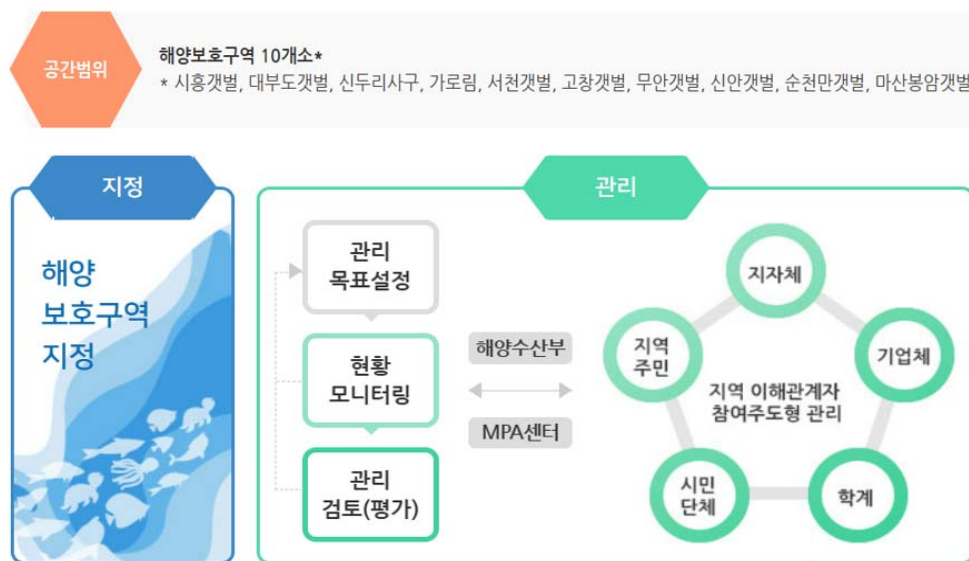 공간범위
해양보호구역 10개소*
* 시흥갯벌, 대부도갯벌, 신두리사구, 가로림, 서천갯벌, 고창갯벌, 무안갯벌, 신안갯벌, 순천만갯벌, 마산봉암갯벌
지정
해양
보호구역
지정
관리
관리
목표설정
현황
모니터링
관리
검토(평가)
해양수산부
MPA센터
지자체
지역
주민
기업체
지역 이해관계자
참여주도형 관리
시민
단체
학계